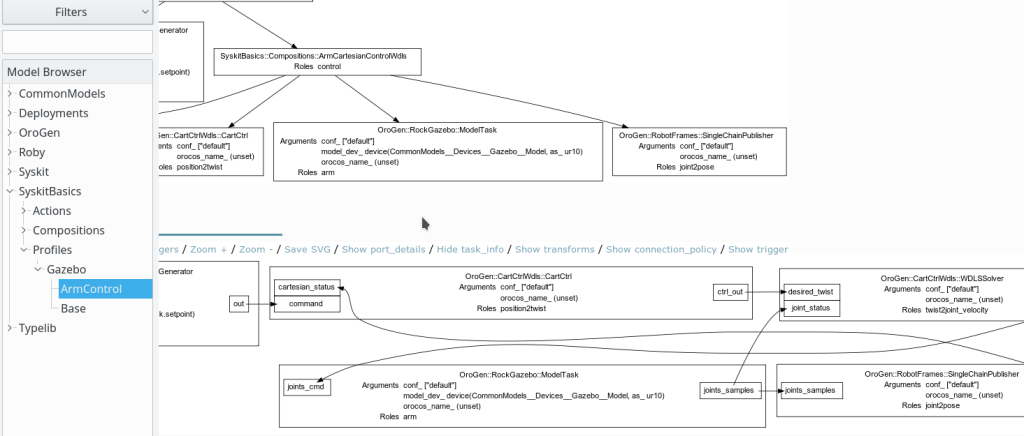 Filters
Model Browser
CommonModels
Deployments
OroGen
Roby
Syskit
SyskitBasics
Actions
Compositions
Profiles
Gazebo
ArmControl
Base
Typelib
enerator
.setpoint)
SyskitBasics::Compositions::ArmCartesianControlWdls
Roles control
Gen::CartCtrlWdls::CartCtrl
ents conf_ ["default"]
orocos_name_ (unset)
Roles position2twist
OroGen::RockGazebo::ModelTask
Arguments conf_ ["default"]
model_dev_ device(CommonModels__Devices__Gazebo__Model, as_ ur10)
orocos_name_ (unset)
Roles arm
OroGen::RobotFrames::SingleChainPublisher
Arguments conf_ ["default"]
orocos_name_ (unset)
Roles joint2pose
gers / Zoom + / Zoom - / Save SVG / Show port_details / Hide task_info / Show transforms / Show connection_policy / Show trigger
Generator
k.setpoint)
out
OroGen::CartCtrlWdls::CartCtrl
cartesian_status
command
Arguments conf_ ["default"]
orocos_name_ (unset)
Roles position2twist
ctrl_out
OroGen::CartCtrlWdls::WDLSSolver
desired_twist
joint_status
Arguments conf_ ["default"]
orocos_name_ (unset)
Roles twist2joint_velocity
OroGen::RockGazebo::ModelTask
joints_cmd
Arguments conf_ ["default"]
model_dev_ device(CommonModels__Devices__Gazebo__Model, as_ ur10)
orocos_name_ (unset)
Roles arm
joints_samples
OroGen::RobotFrames::SingleChainPublisher
joints_samples
Arguments conf_ ["default"]
orocos_name_ (unset)
Roles joint2pose